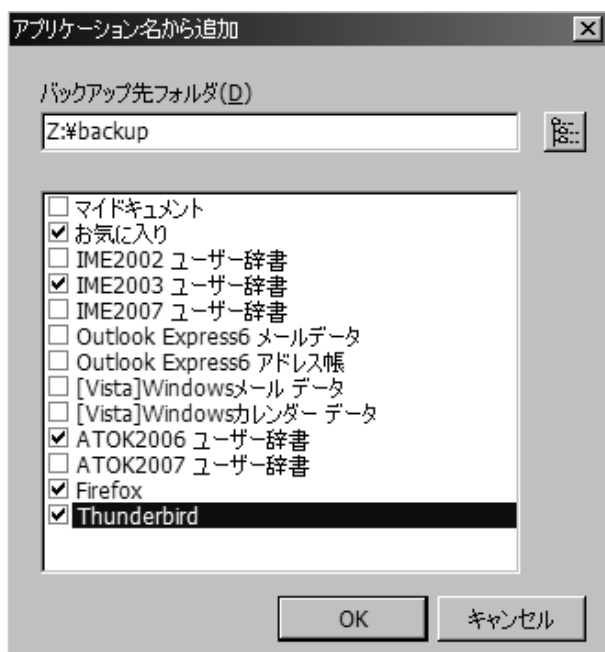 アプリケーション名から追加
バックアップ先フォルダ(D)
Z:¥backup
マイドキュメント
お気に入り
IME2002 ユーザー辞書
IME2003 ユーザー辞書
IME2007 ユーザー辞書
Outlook Express6 メールデータ
Outlook Express6 アドレス帳
[Vista]Windowsメール データ
[Vista]Windowsカレンダー データ
ATOK2006 ユーザー辞書
ATOK2007 ユーザー辞書
Firefox
Thunderbird
OK キャンセル